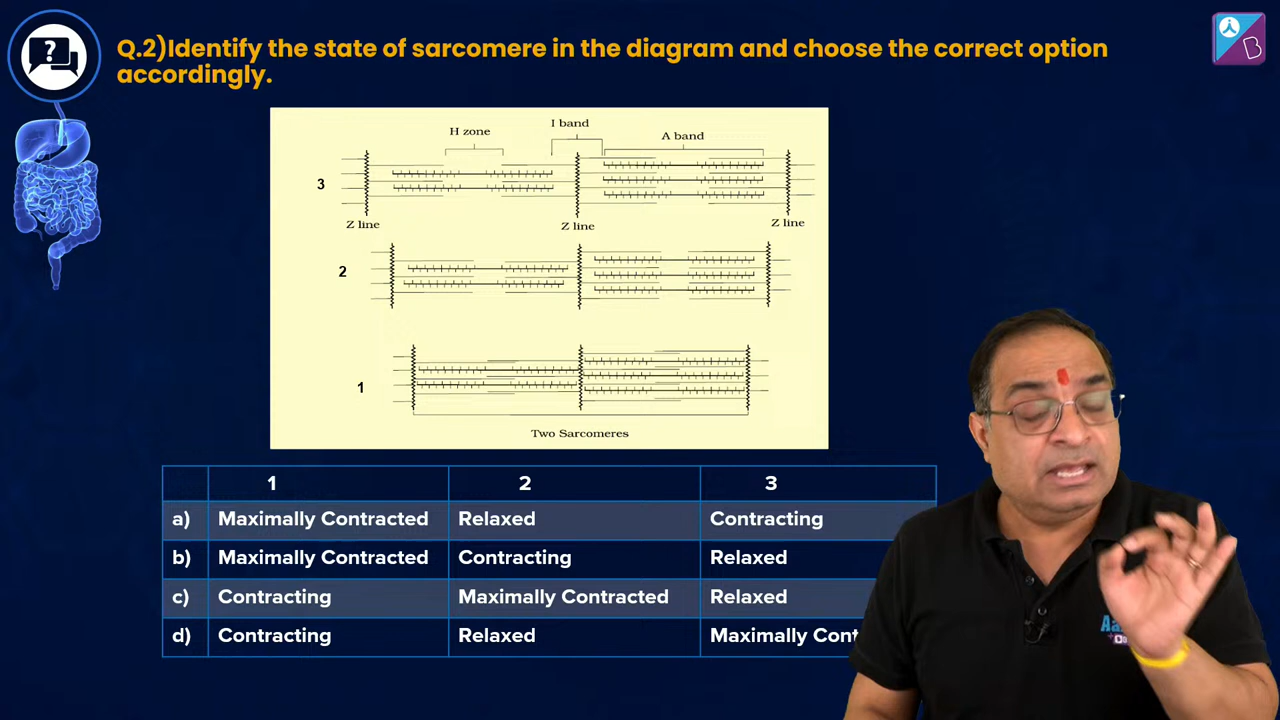 ?
Q.2)Identify the state of sarcomere in the diagram and choose the correct option
accordingly.
B
H zone
I band
A band
3
Z line
Z line
Z line
2
1
Two Sarcomeres
1 2 3
a) Maximally Contracted Relaxed Contracting
b) Maximally Contracted Contracting Relaxed
c) Contracting Maximally Contracted Relaxed
d) Contracting Relaxed Maximally Cont